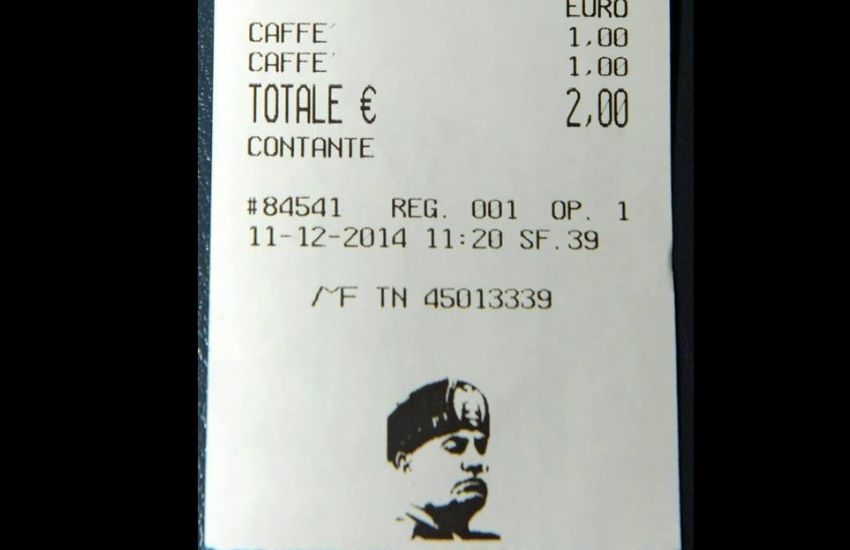 EURO
CAFFE' 1,00
CAFFE' 1,00
TOTALE € 2,00
CONTANTE
#84541 REG. 001 OP. 1
11-12-2014 11:20 SF.39
MF TN 45013339